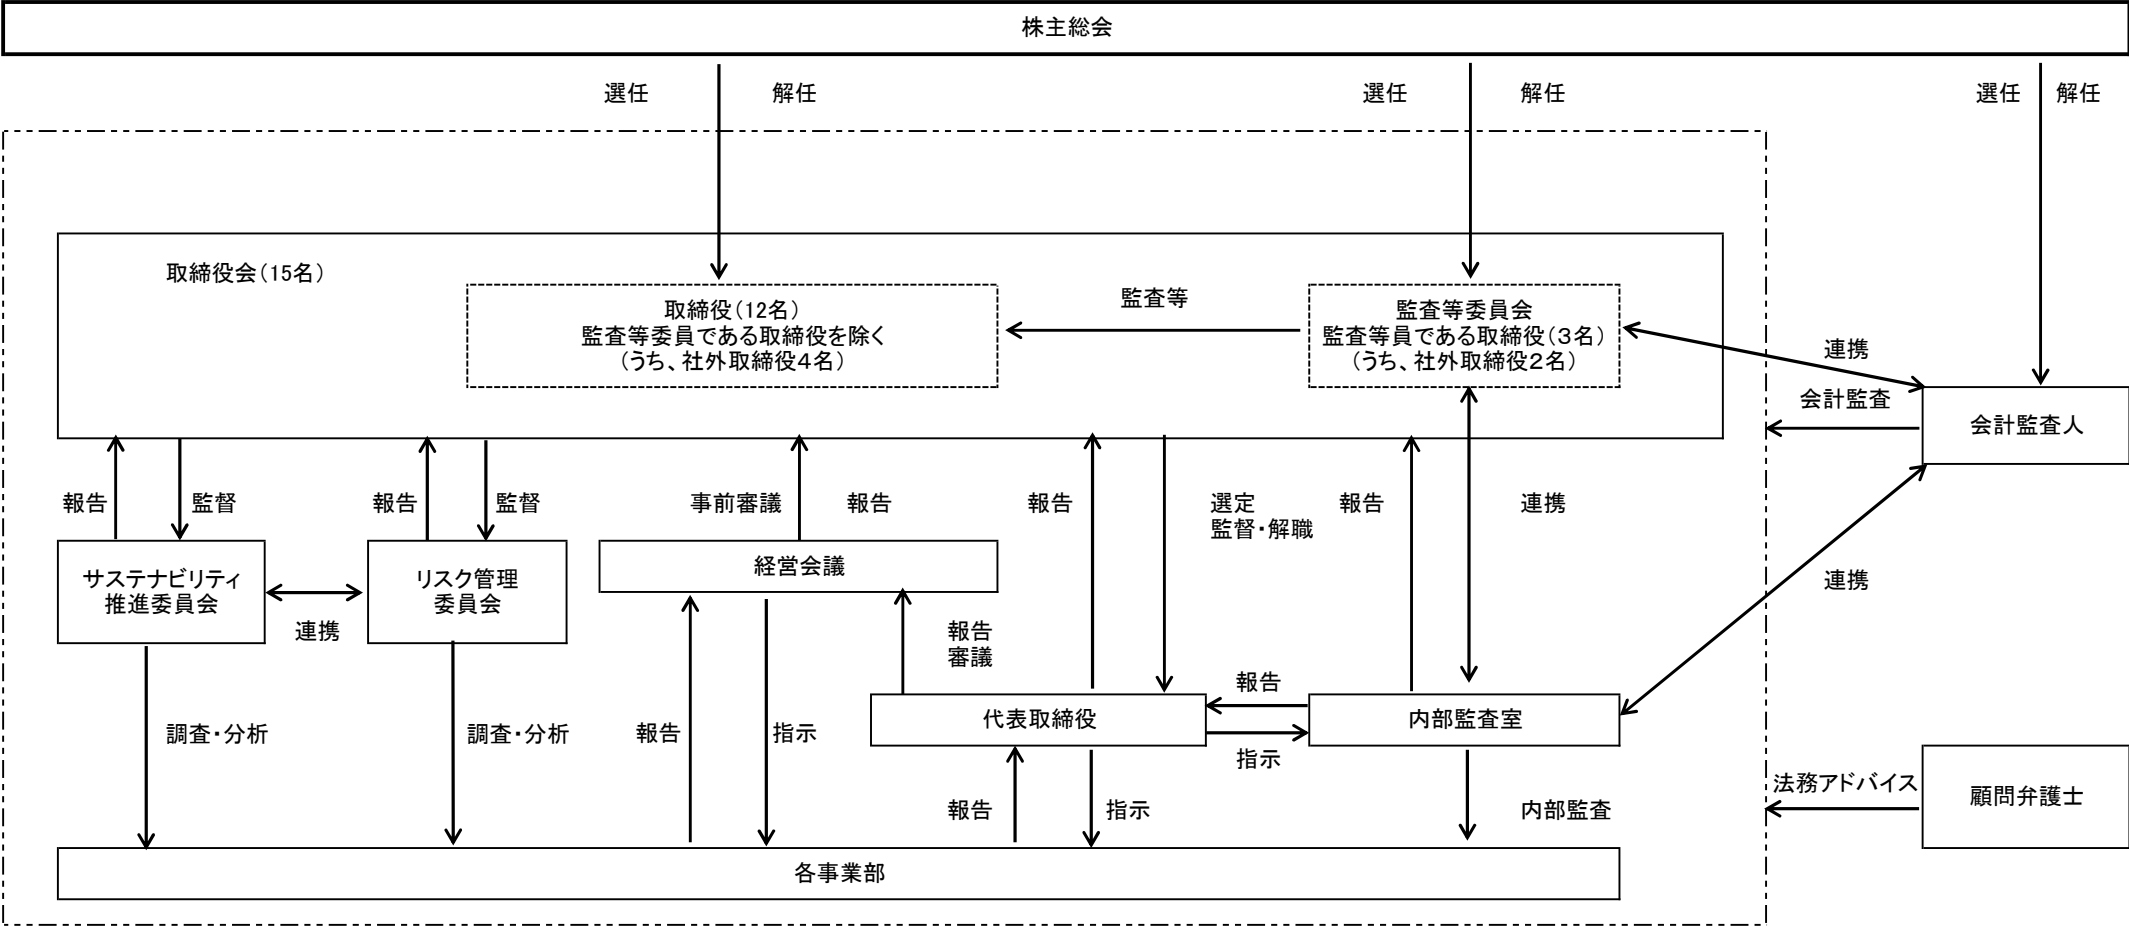 株主総会
選任
解任
選任
解任
選任
解任
取締役会(15名)
取締役(12名)
監査等委員である取締役を除く
(うち、社外取締役4名)
監査等
監査等委員会
監査等員である取締役(3名)
(うち、社外取締役2名)
連携
会計監査
会計監査人
報告
監督
報告
監督
事前審議
報告
報告
選定
監督・解職
報告
連携
サステナビリティ
推進委員会
連携
リスク管理
委員会
経営会議
連携
報告
審議
報告
代表取締役
内部監査室
指示
調査・分析
調査・分析
報告
指示
報告
指示
内部監査
法務アドバイス
顧問弁護士
各事業部